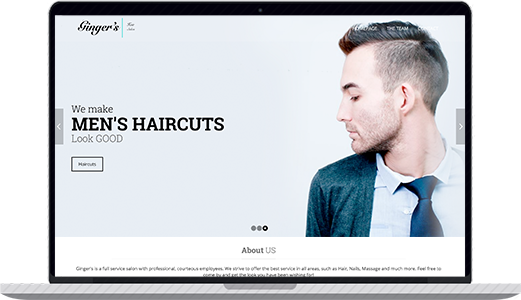 Ginger's
Hair
Salon
PAGE
THE TEAM
We make
MEN'S HAIRCUTS
Look GOOD
Haircuts
About US
Ginger's is a full service salon with professional, courteous employees. We strive to offer the best service in all areas, such as Hair, Nails, Massage and much more. Feel free to
come by and get the look you have been wishing for!